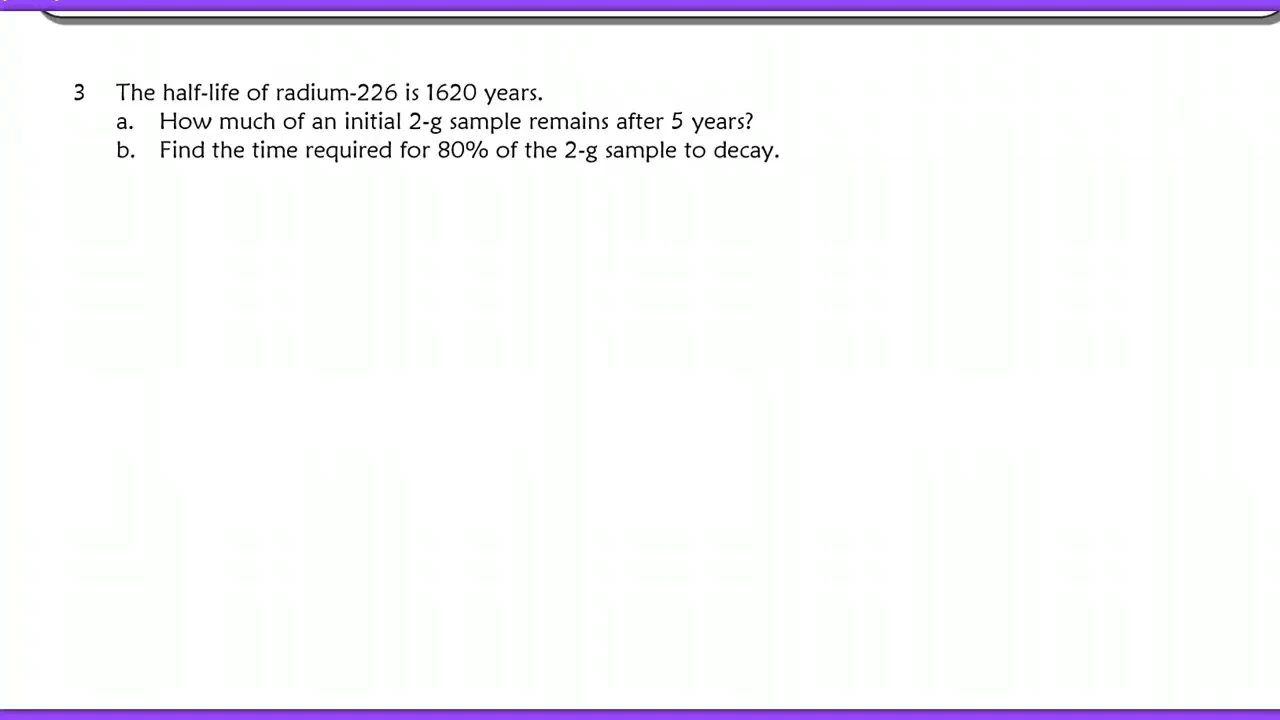 3 The half-life of radium-226 is 1620 years.
a. How much of an initial 2-g sample remains after 5 years?
b. Find the time required for 80% of the 2-g sample to decay.